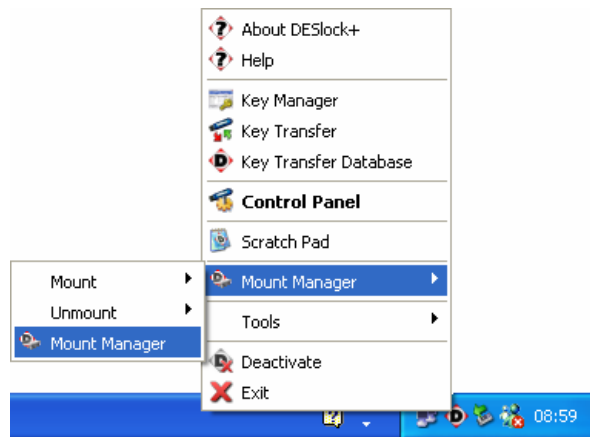 About DESlock+
Help
Key Manager
Key Transfer
Key Transfer Database
Control Panel
Scratch Pad
Mount Manager
Tools
Deactivate
Exit
Mount
Unmount
Mount Manager
08:59